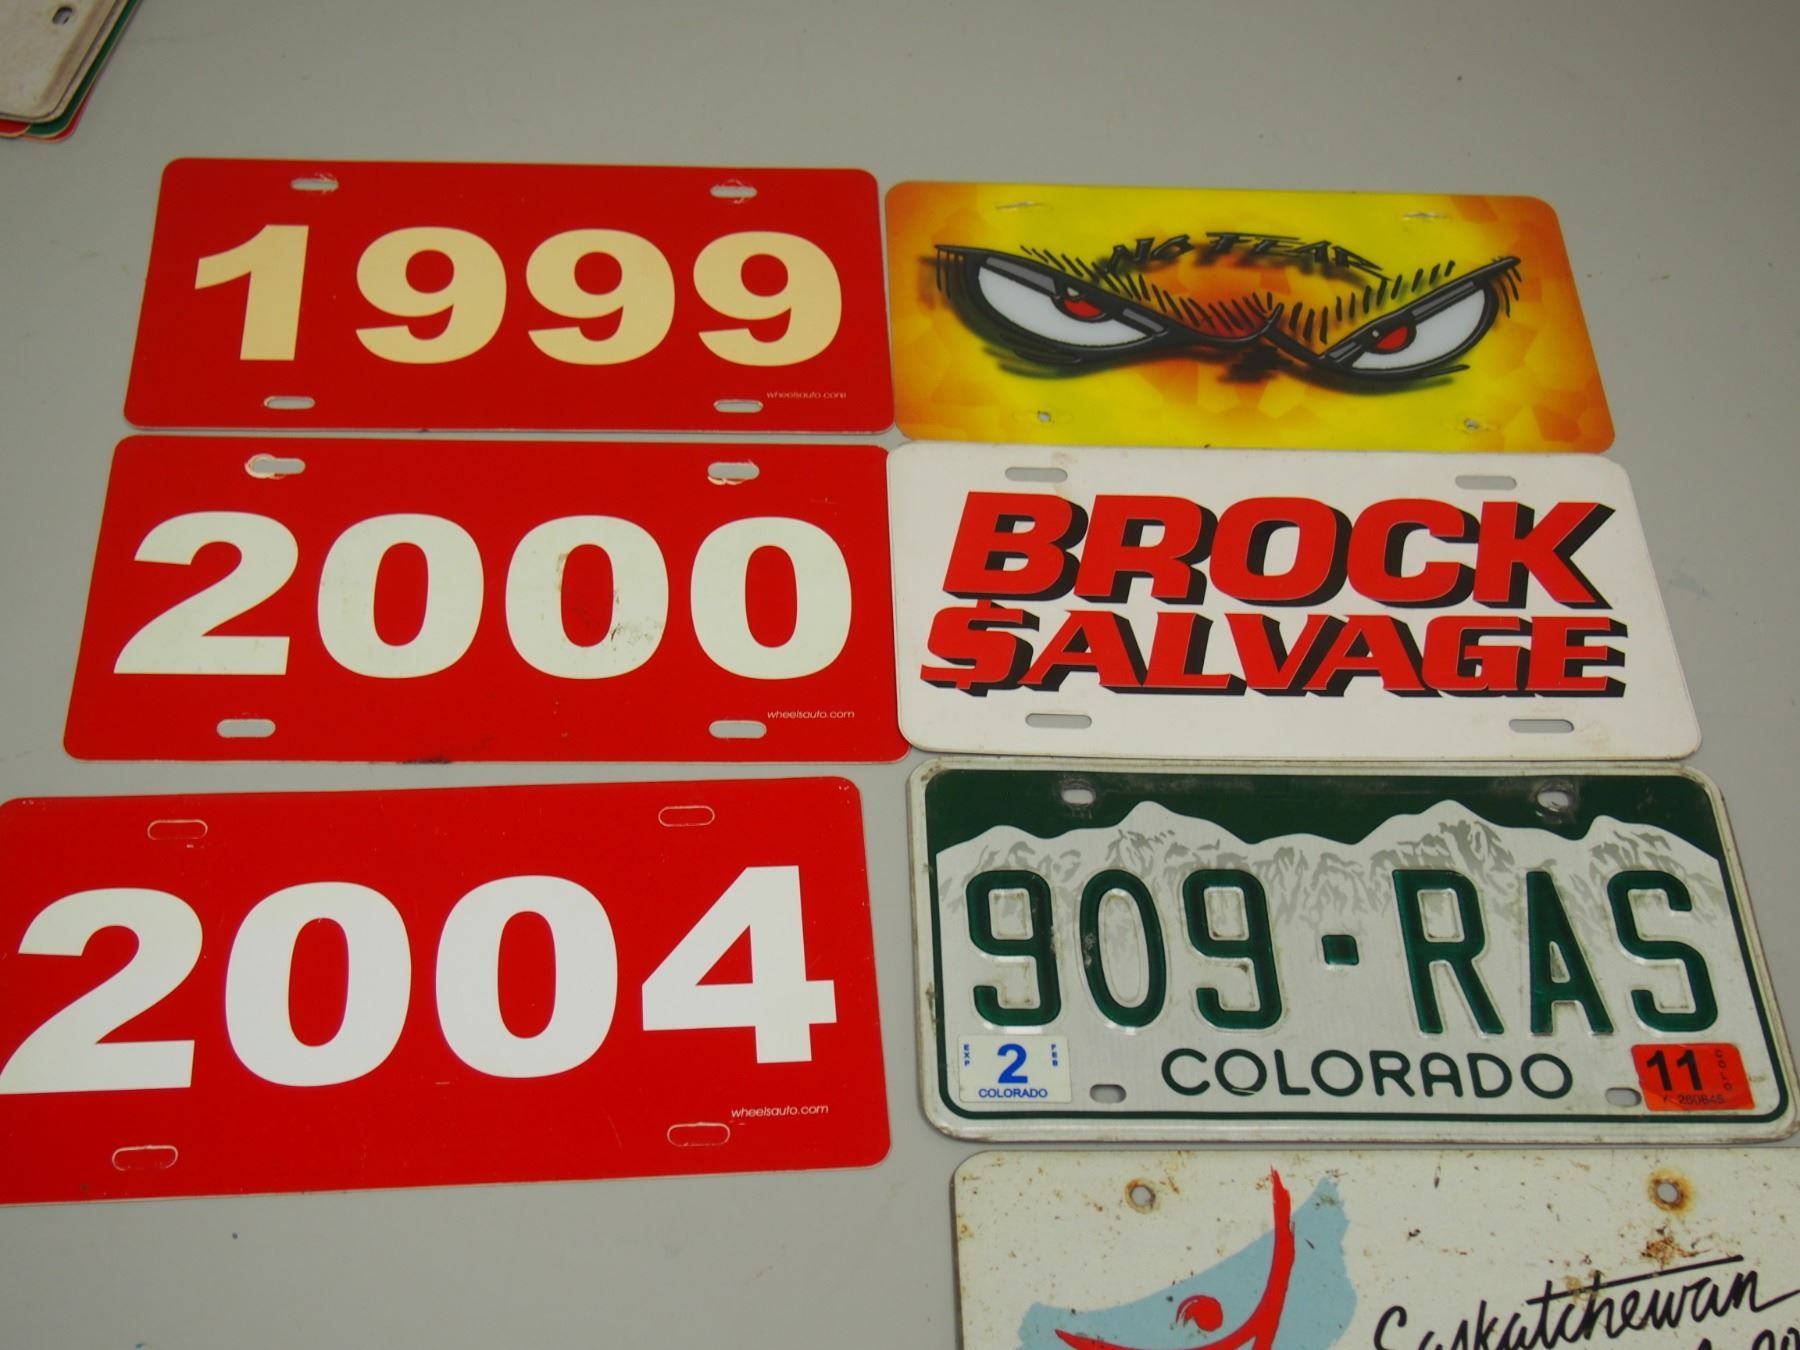 1999
wheelsauto.com
NO FEAR
2000
wheelsauto.com
BROCK
$ALVAGE
2004
wheelsauto.com
909·RAS
EXP 2 FEB
COLORADO
COLORADO
11 COLO
Saskatchewan